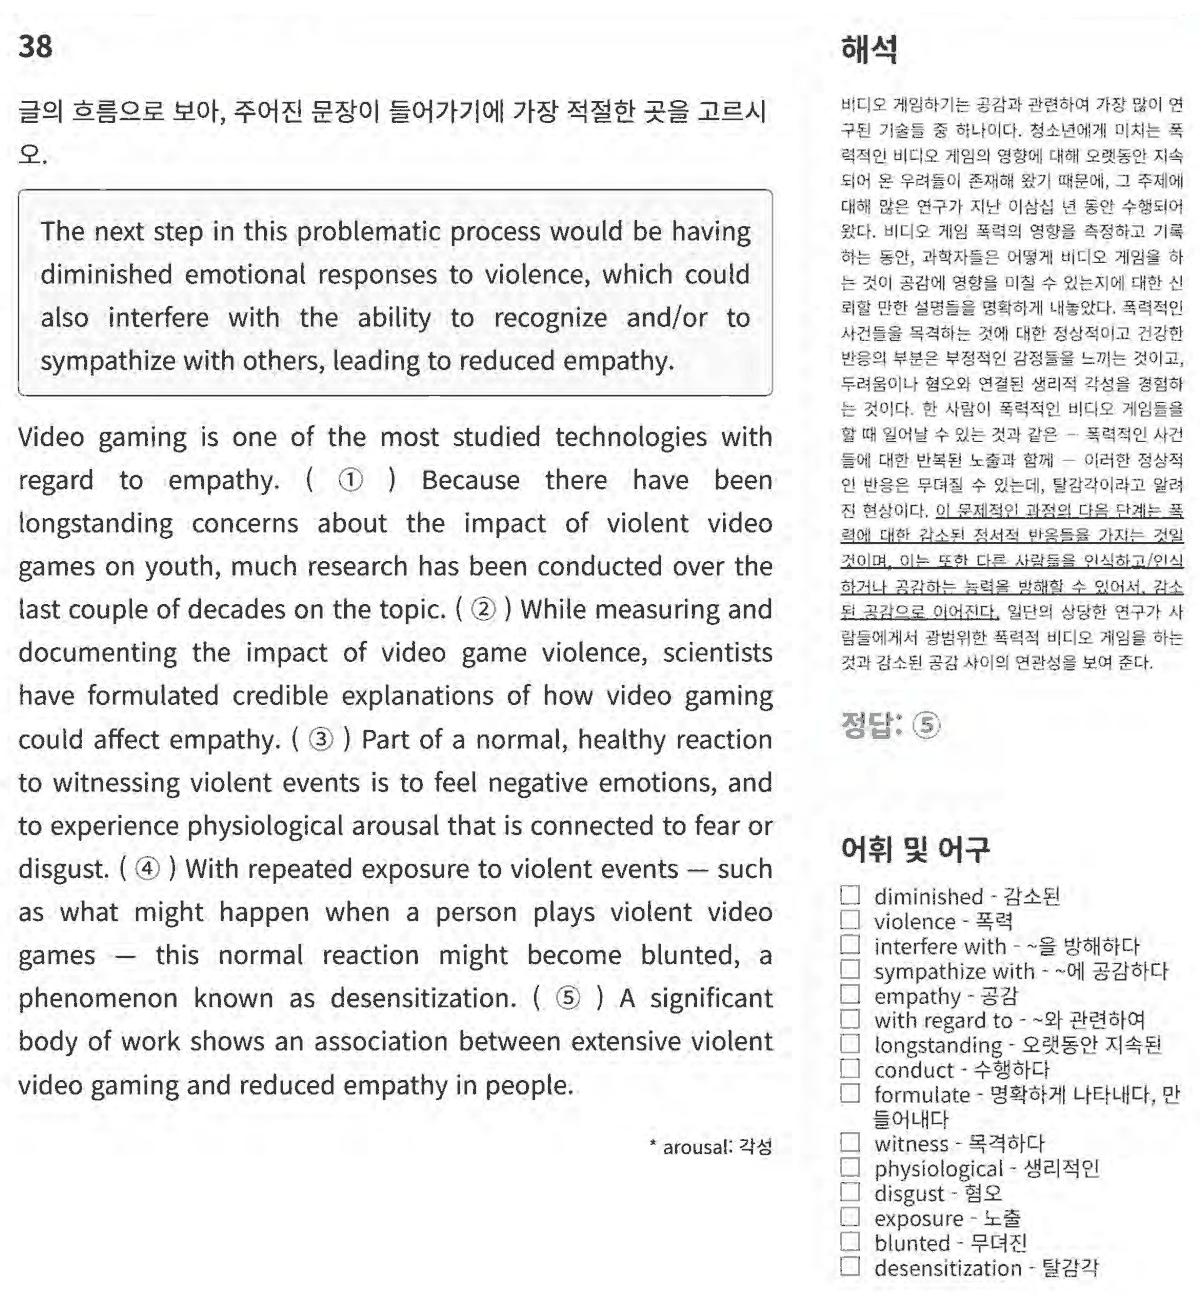 38
글의 흐름으로 보아, 주어진 문장이 들어가기에 가장 적절한 곳을 고르시
오.
The next step in this problematic process would be having
diminished emotional responses to violence, which could
also interfere with the ability to recognize and/or to
sympathize with others, leading to reduced empathy.
Video gaming is one of the most studied technologies with
regard to empathy. ( ① ) Because there have been
longstanding concerns about the impact of violent video
games on youth, much research has been conducted over the
last couple of decades on the topic. ( ② ) While measuring and
documenting the impact of video game violence, scientists
have formulated credible explanations of how video gaming
could affect empathy. ( ③ ) Part of a normal, healthy reaction
to witnessing violent events is to feel negative emotions, and
to experience physiological arousal that is connected to fear or
disgust. ( ④ ) With repeated exposure to violent events — such
as what might happen when a person plays violent video
games — this normal reaction might become blunted, a
phenomenon known as desensitization. ( ⑤ ) A significant
body of work shows an association between extensive violent
video gaming and reduced empathy in people.
* arousal: 각성
해석
비디오 게임하기는 공감과 관련하여 가장 많이 연
구된 기술들 중 하나이다. 청소년에게 미치는 폭
력적인 비디오 게임의 영향에 대해 오랫동안 지속
되어 온 우려들이 존재해 왔기 때문에, 그 주제에
대해 많은 연구가 지난 이삼십 년 동안 수행되어
왔다. 비디오 게임 폭력의 영향을 측정하고 기록
하는 동안, 과학자들은 어떻게 비디오 게임을 하
는 것이 공감에 영향을 미칠 수 있는지에 대한 신
뢰할 만한 설명들을 명확하게 내놓았다. 폭력적인
사건들을 목격하는 것에 대한 정상적이고 건강한
반응의 부분은 부정적인 감정들을 느끼는 것이고,
두려움이나 혐오와 연결된 생리적 각성을 경험하
는 것이다. 한 사람이 폭력적인 비디오 게임들을
할 때 일어날 수 있는 것과 같은 — 폭력적인 사건
들에 대한 반복된 노출과 함께 — 이러한 정상적
인 반응은 무뎌질 수 있는데, 탈감각이라고 알려
진 현상이다. 이 문제적인 과정의 다음 단계는 폭
력에 대한 감소된 정서적 반응들을 가지는 것일
것이며, 이는 또한 다른 사람들을 인식하고/인식
하거나 공감하는 능력을 방해할 수 있어서, 감소
된 공감으로 이어진다. 일단의 상당한 연구가 사
람들에게서 광범위한 폭력적 비디오 게임을 하는
것과 감소된 공감 사이의 연관성을 보여 준다.
정답: ⑤
어휘 및 어구
□ diminished - 감소된
□ violence - 폭력
□ interfere with - ~을 방해하다
□ sympathize with - ~에 공감하다
□ empathy - 공감
□ with regard to - ~와 관련하여
□ longstanding - 오랫동안 지속된
□ conduct - 수행하다
□ formulate - 명확하게 나타내다, 만
들어내다
□ witness - 목격하다
□ physiological - 생리적인
□ disgust - 혐오
□ exposure - 노출
□ blunted - 무뎌진
□ desensitization - 탈감각